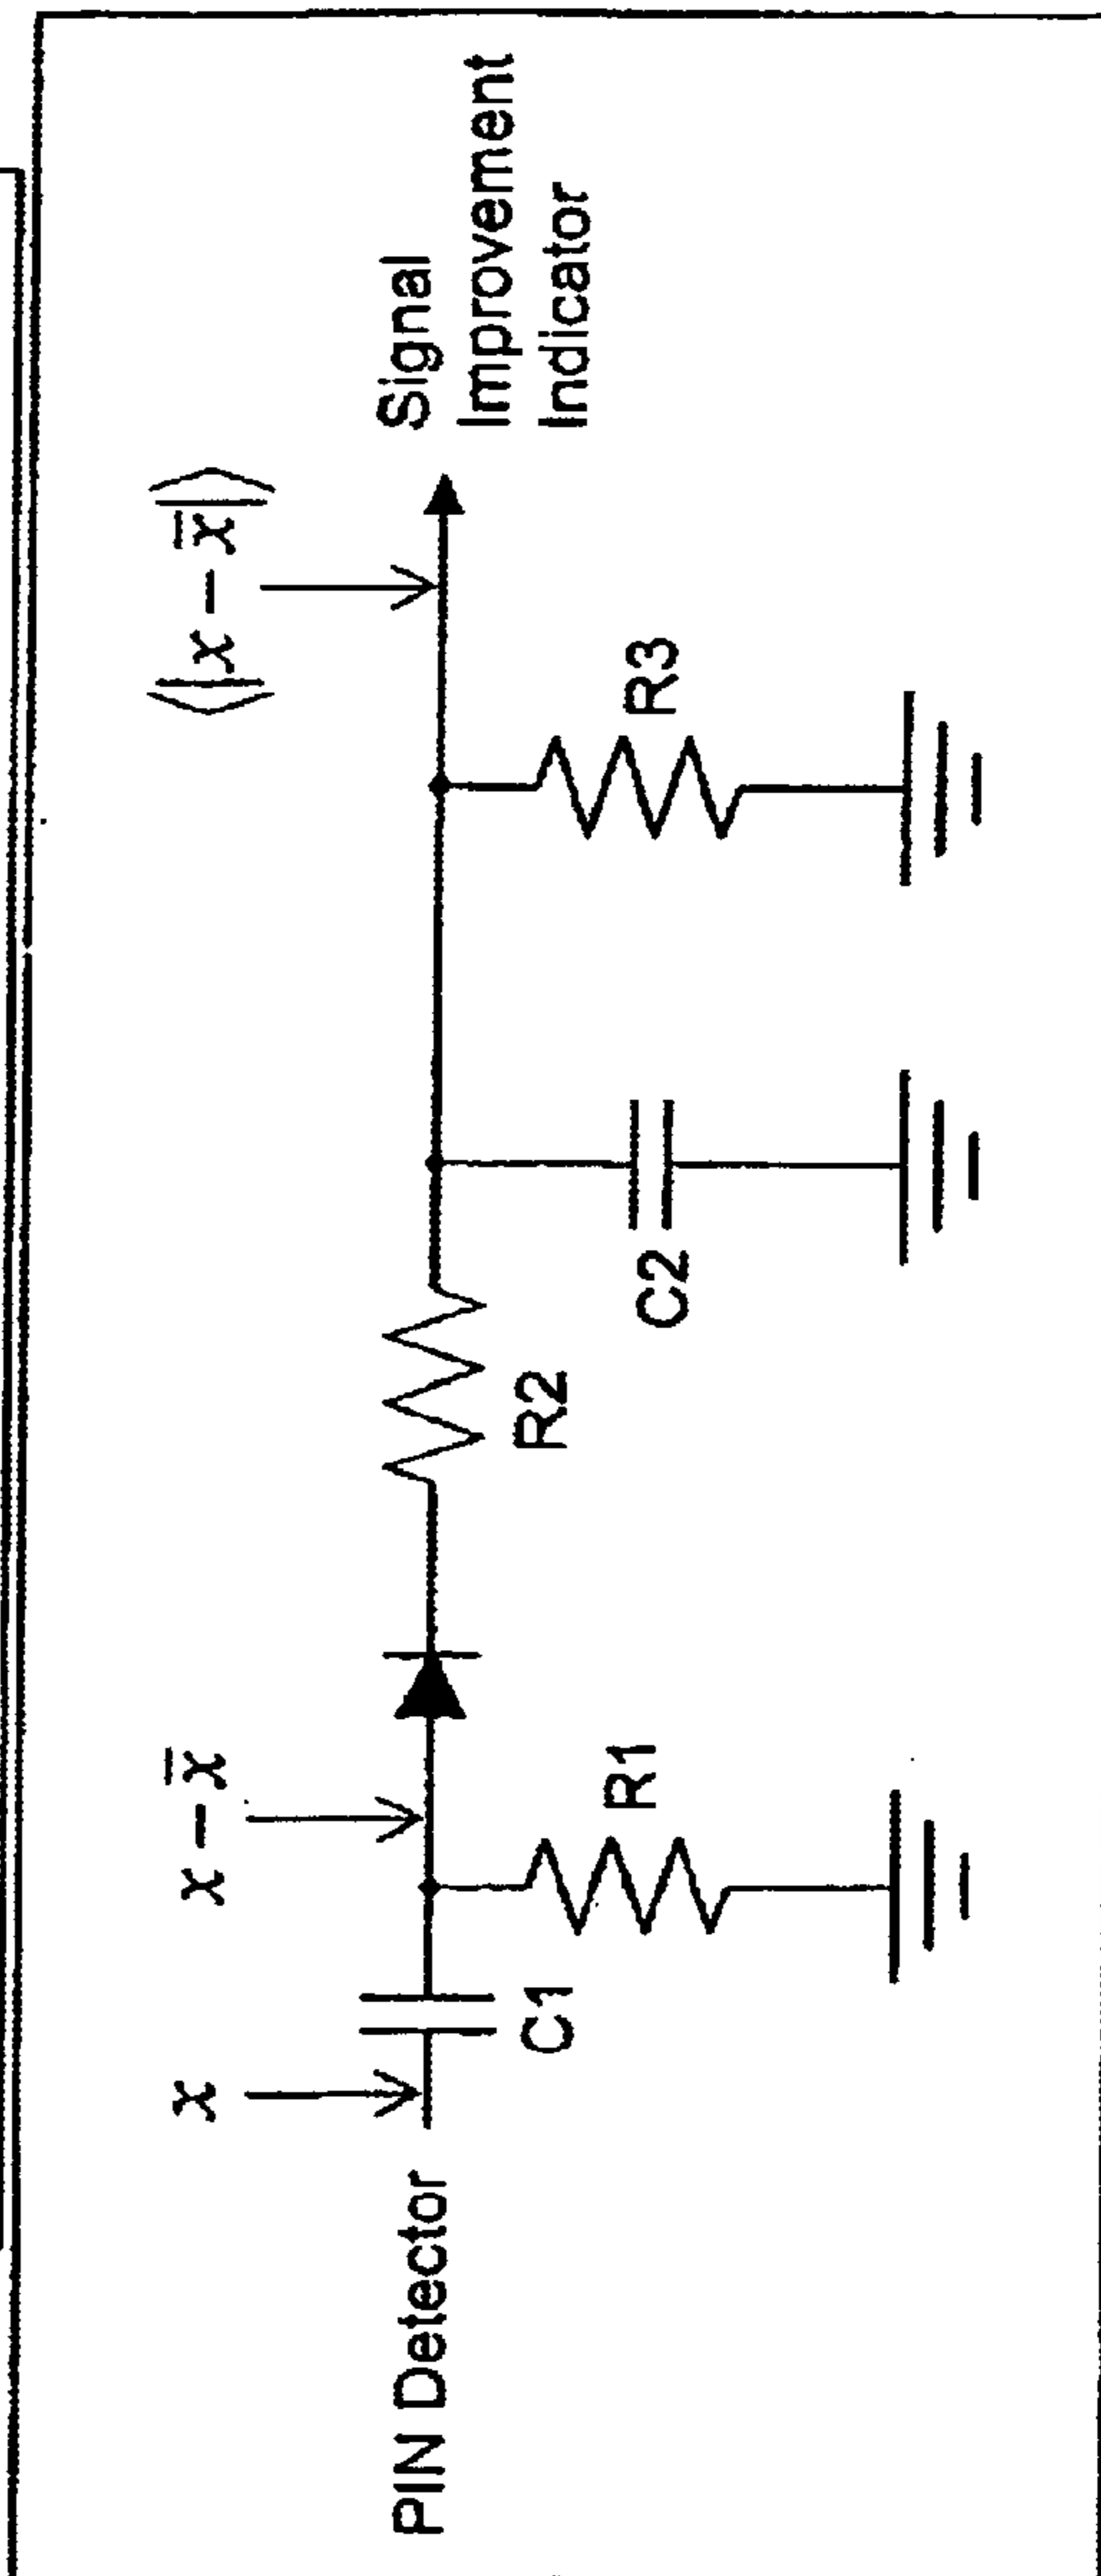 PIN Detector
x
C1
x − x̄
R1
R2
C2
R3
⟨|x − x̄|⟩
Signal
Improvement
Indicator